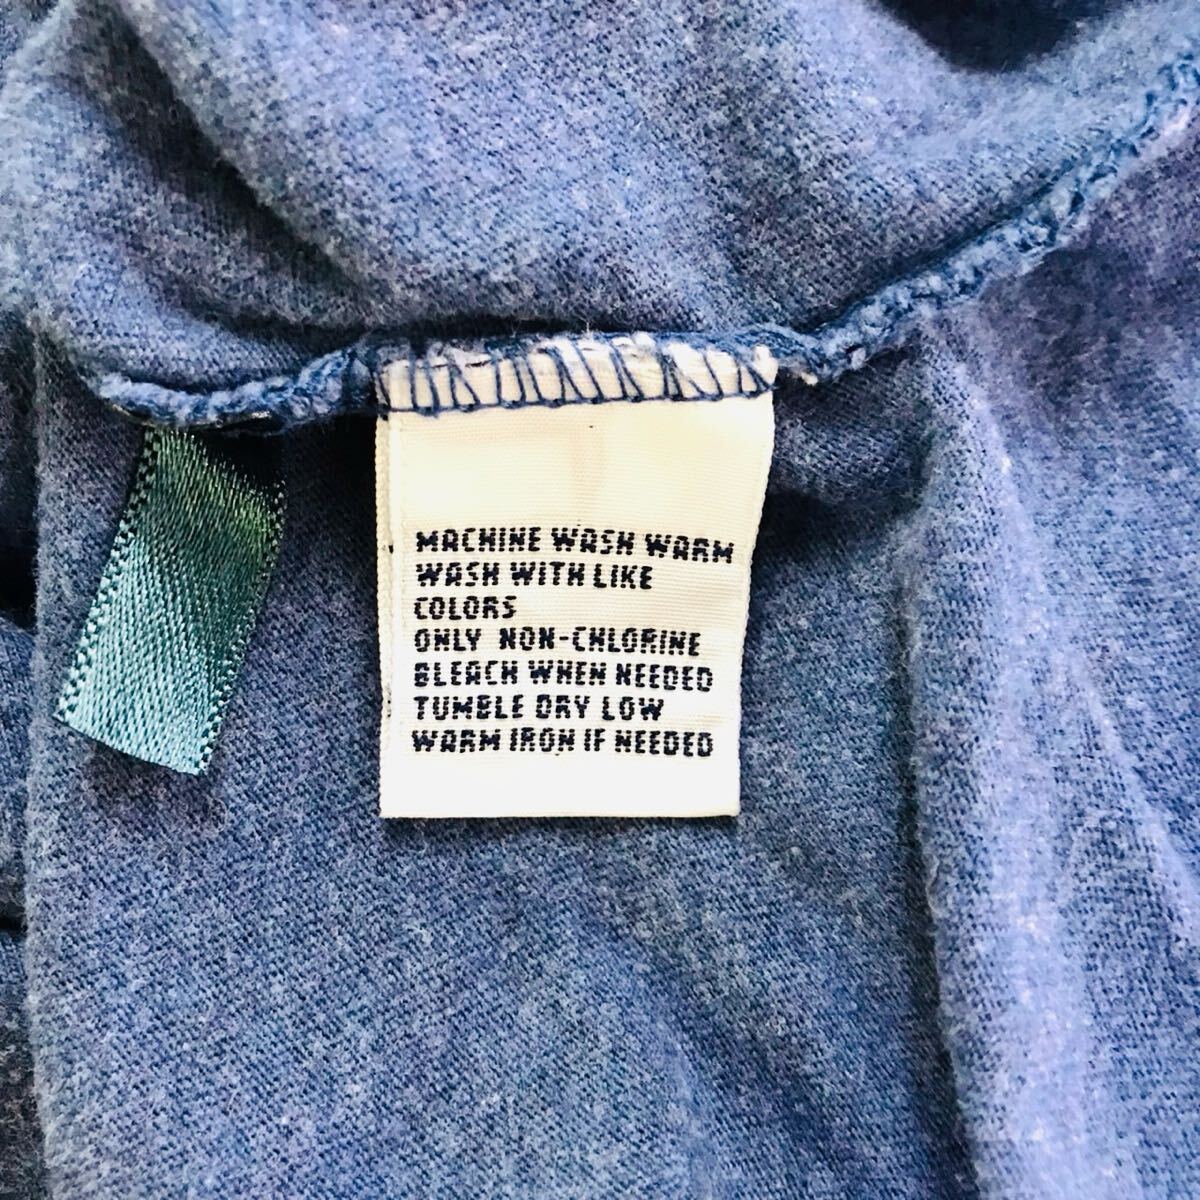 MACHINE WASH WARM
WASH WITH LIKE
COLORS
ONLY NON-CHLORINE
BLEACH WHEN NEEDED
TUMBLE DRY LOW
WARM IRON IF NEEDED